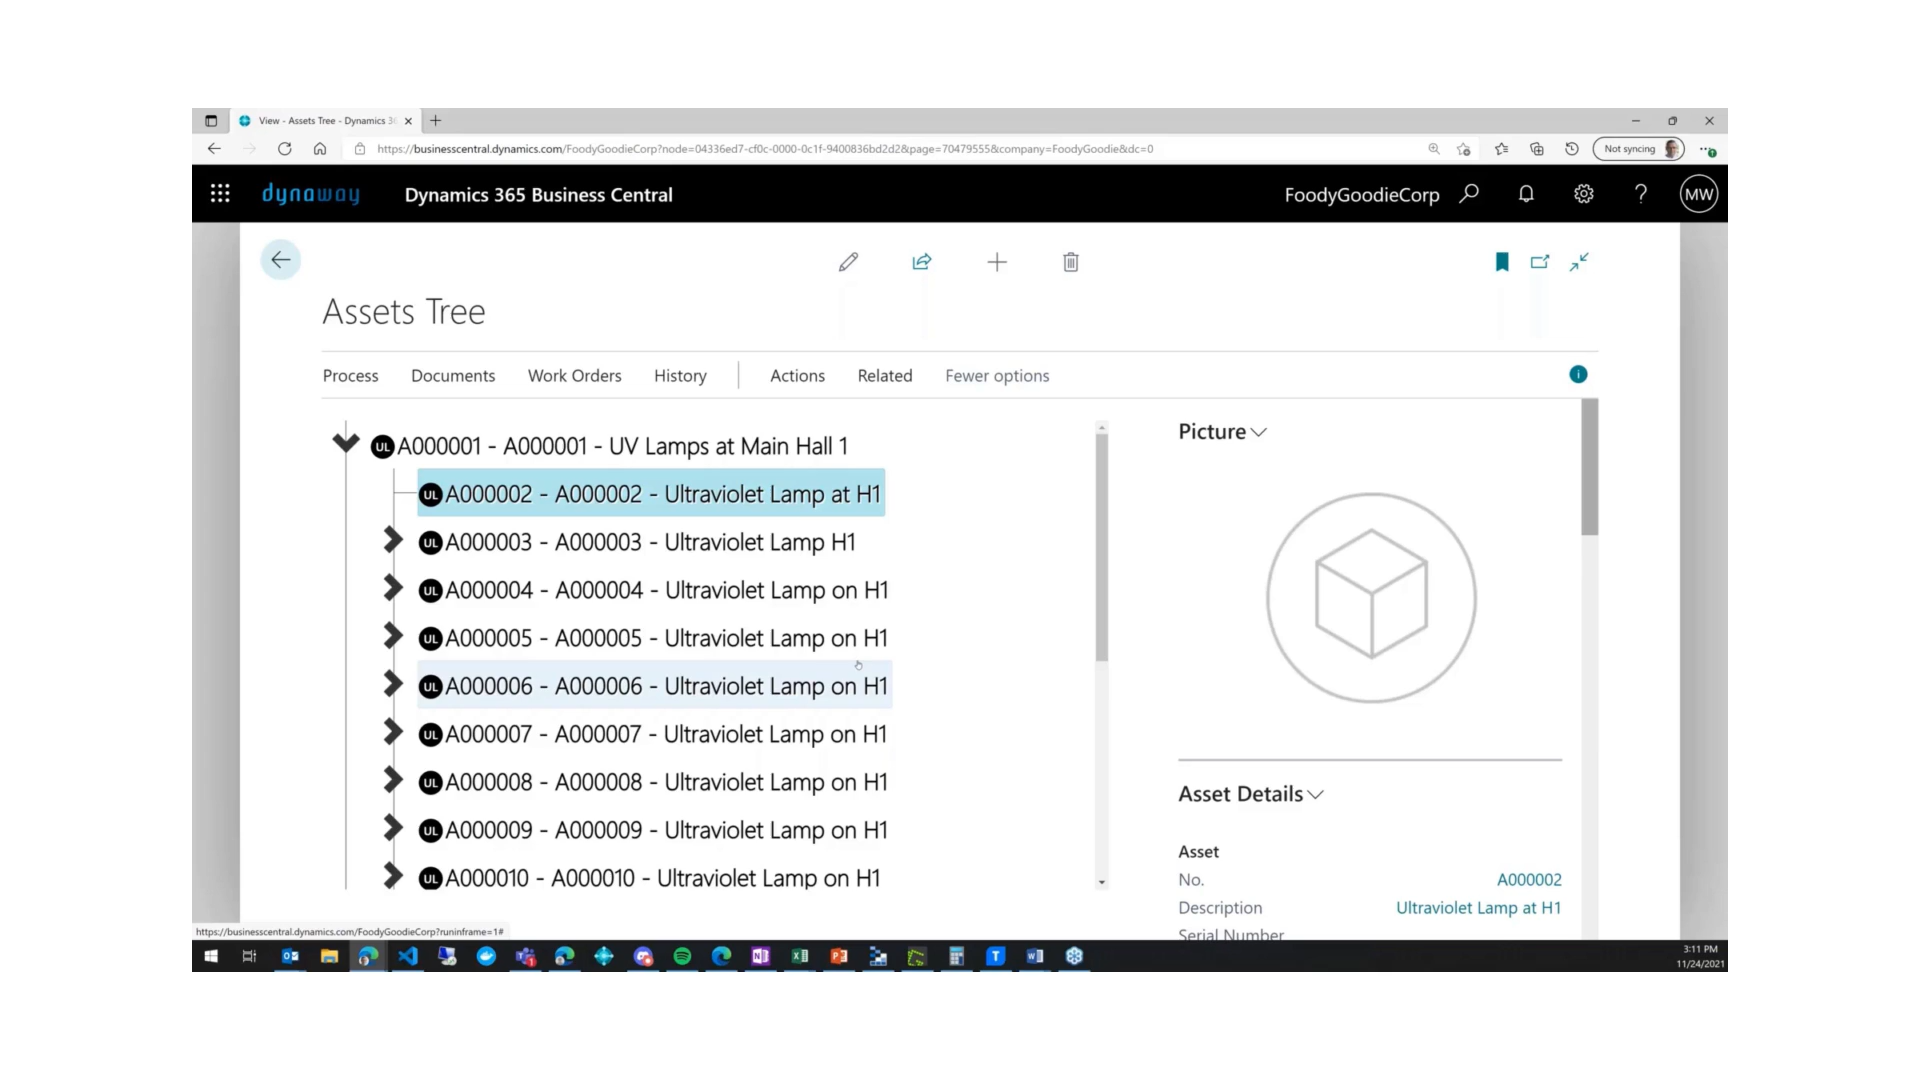 View - Assets Tree - Dynamics 36
https://businesscentral.dynamics.com/FoodyGoodieCorp?node=04336ed7-cf0c-0000-0c1f-9400836bd2d2&page=70479555&company=FoodyGoodie&dc=0
Not syncing
dynaway
Dynamics 365 Business Central
FoodyGoodieCorp
?
MW
Assets Tree
Process Documents Work Orders History Actions Related Fewer options
UL A000001 - A000001 - UV Lamps at Main Hall 1
UL A000002 - A000002 - Ultraviolet Lamp at H1
UL A000003 - A000003 - Ultraviolet Lamp H1
UL A000004 - A000004 - Ultraviolet Lamp on H1
UL A000005 - A000005 - Ultraviolet Lamp on H1
UL A000006 - A000006 - Ultraviolet Lamp on H1
UL A000007 - A000007 - Ultraviolet Lamp on H1
UL A000008 - A000008 - Ultraviolet Lamp on H1
UL A000009 - A000009 - Ultraviolet Lamp on H1
UL A000010 - A000010 - Ultraviolet Lamp on H1
Picture
Asset Details
Asset
No. A000002
Description Ultraviolet Lamp at H1
Serial Number
https://businesscentral.dynamics.com/FoodyGoodieCorp?runinframe=1#
3:11 PM
11/24/2021